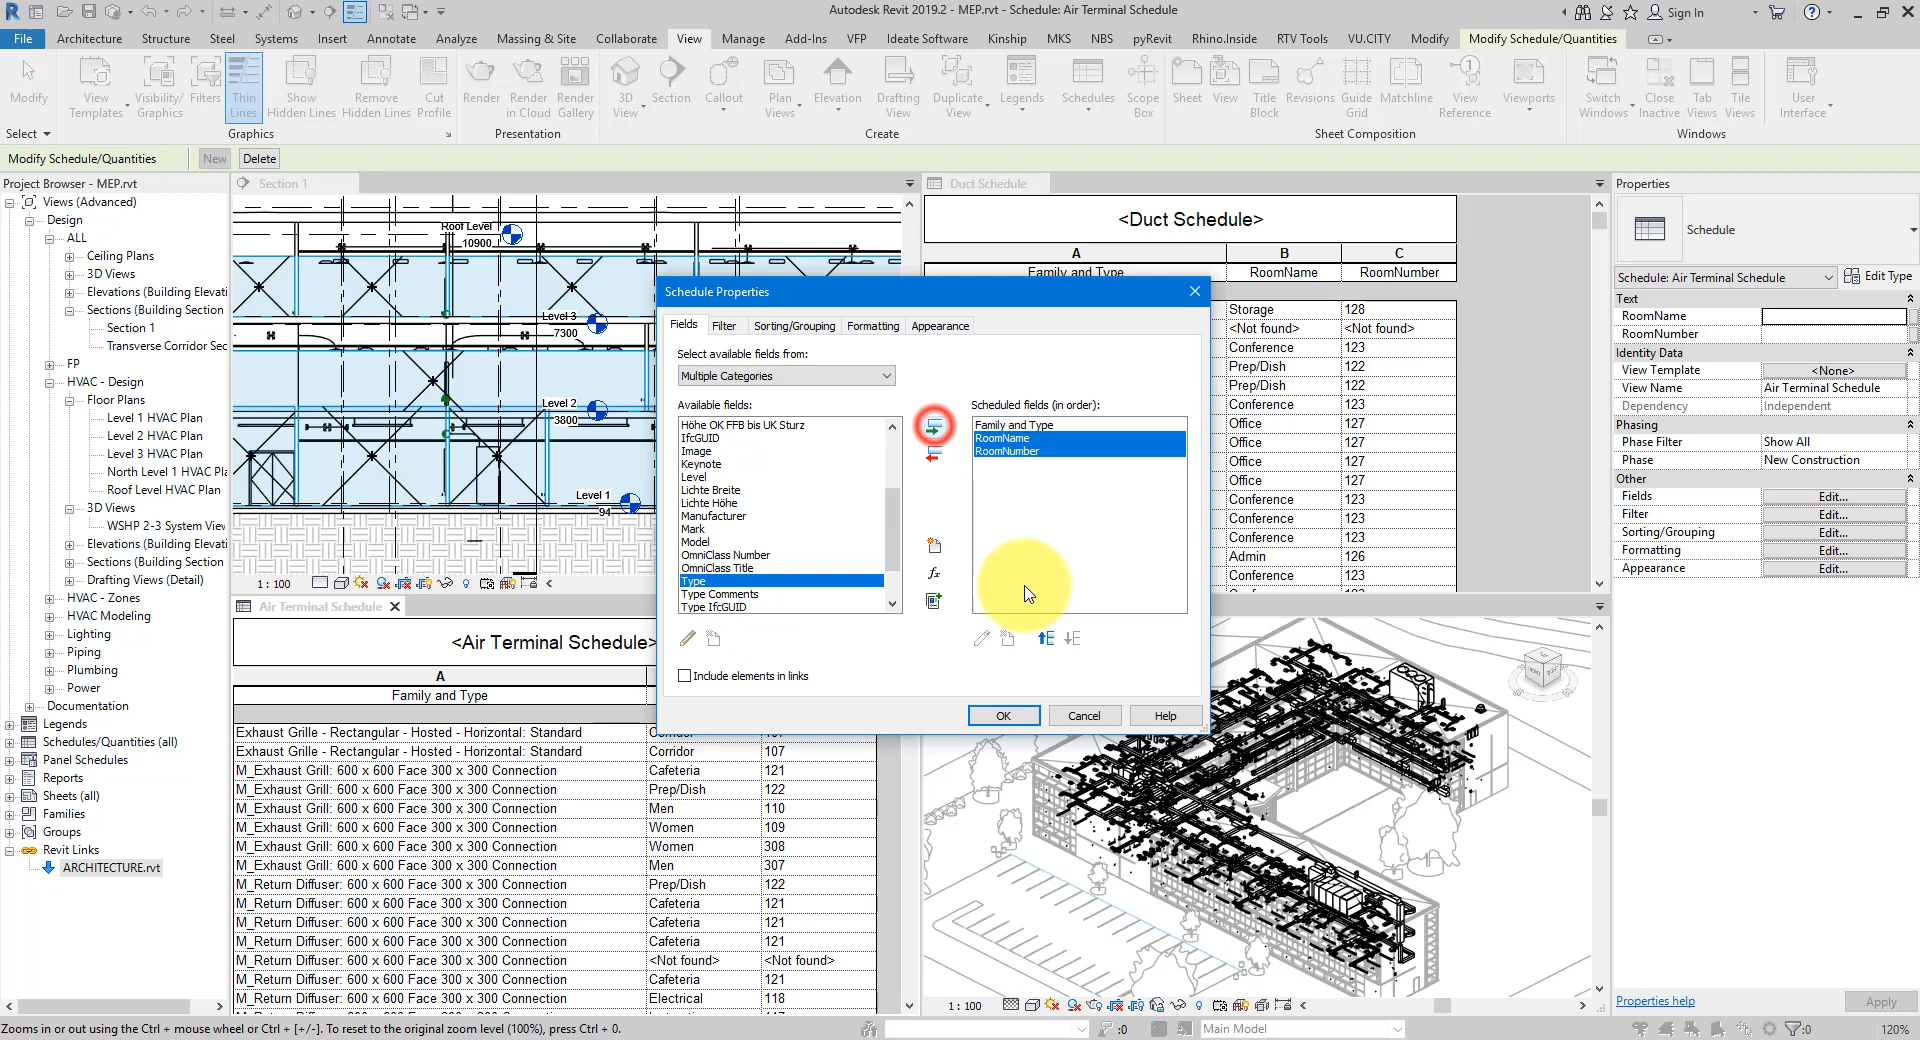 Autodesk Revit 2019.2 - MEP.rvt - Schedule: Air Terminal Schedule
Sign In
File Architecture Structure Steel Systems Insert Annotate Analyze Massing & Site Collaborate View Manage Add-Ins VFP Ideate Software Kinship MKS NBS pyRevit Rhino.Inside RTV Tools VU.CITY Modify Modify Schedule/Quantities
Modify
View Templates
Visibility/ Graphics
Filters
Thin Lines
Show Hidden Lines
Remove Hidden Lines
Cut Profile
Render
Render in Cloud
Render Gallery
3D View
Section
Callout
Plan Views
Elevation
Drafting View
Duplicate View
Legends
Schedules
Scope Box
Sheet
View
Title Block
Revisions
Guide Grid
Matchline
View Reference
Viewports
Switch Windows
Close Inactive
Tab Views
Tile Views
User Interface
Select Graphics Presentation Create Sheet Composition Windows
Modify Schedule/Quantities New Delete
Project Browser - MEP.rvt
Views (Advanced)
Design
ALL
Ceiling Plans
3D Views
Elevations (Building Elevati
Sections (Building Section
Section 1
Transverse Corridor Sec
FP
HVAC - Design
Floor Plans
Level 1 HVAC Plan
Level 2 HVAC Plan
Level 3 HVAC Plan
North Level 1 HVAC Pla
Roof Level HVAC Plan
3D Views
WSHP 2-3 System View
Elevations (Building Elevati
Sections (Building Section
Drafting Views (Detail)
HVAC - Zones
HVAC Modeling
Lighting
Piping
Plumbing
Power
Documentation
Legends
Schedules/Quantities (all)
Panel Schedules
Reports
Sheets (all)
Families
Groups
Revit Links
ARCHITECTURE.rvt
Section 1
Roof Level
10900
Level 3
7300
Level 2
3800
Level 1
94
1 : 100
Air Terminal Schedule
<Air Terminal Schedule>
A
Family and Type
Exhaust Grille - Rectangular - Hosted - Horizontal: Standard
Exhaust Grille - Rectangular - Hosted - Horizontal: Standard Corridor 107
M_Exhaust Grill: 600 x 600 Face 300 x 300 Connection Cafeteria 121
M_Exhaust Grill: 600 x 600 Face 300 x 300 Connection Prep/Dish 122
M_Exhaust Grill: 600 x 600 Face 300 x 300 Connection Men 110
M_Exhaust Grill: 600 x 600 Face 300 x 300 Connection Women 109
M_Exhaust Grill: 600 x 600 Face 300 x 300 Connection Women 308
M_Exhaust Grill: 600 x 600 Face 300 x 300 Connection Men 307
M_Return Diffuser: 600 x 600 Face 300 x 300 Connection Prep/Dish 122
M_Return Diffuser: 600 x 600 Face 300 x 300 Connection Cafeteria 121
M_Return Diffuser: 600 x 600 Face 300 x 300 Connection Cafeteria 121
M_Return Diffuser: 600 x 600 Face 300 x 300 Connection Cafeteria 121
M_Return Diffuser: 600 x 600 Face 300 x 300 Connection <Not found> <Not found>
M_Return Diffuser: 600 x 600 Face 300 x 300 Connection Cafeteria 121
M_Return Diffuser: 600 x 600 Face 300 x 300 Connection Electrical 118
Schedule Properties
Fields Filter Sorting/Grouping Formatting Appearance
Select available fields from:
Multiple Categories
Available fields:
Höhe OK FFB bis UK Sturz
IfcGUID
Image
Keynote
Level
Lichte Breite
Lichte Höhe
Manufacturer
Mark
Model
OmniClass Number
OmniClass Title
Type
Type Comments
Type IfcGUID
Scheduled fields (in order):
Family and Type
RoomName
RoomNumber
Include elements in links
OK Cancel Help
Duct Schedule
<Duct Schedule>
A B C
Family and Type RoomName RoomNumber
Storage 128
<Not found> <Not found>
Conference 123
Prep/Dish 122
Prep/Dish 122
Conference 123
Office 127
Office 127
Office 127
Office 127
Conference 123
Conference 123
Conference 123
Admin 126
Conference 123
1 : 100
Properties
Schedule
Schedule: Air Terminal Schedule Edit Type
Text
RoomName
RoomNumber
Identity Data
View Template <None>
View Name Air Terminal Schedule
Dependency Independent
Phasing
Phase Filter Show All
Phase New Construction
Other
Fields Edit...
Filter Edit...
Sorting/Grouping Edit...
Formatting Edit...
Appearance Edit...
Properties help Apply
Zooms in or out using the Ctrl + mouse wheel or Ctrl + [+/-]. To reset to the original zoom level (100%), press Ctrl + 0.
:0 Main Model :0 120%